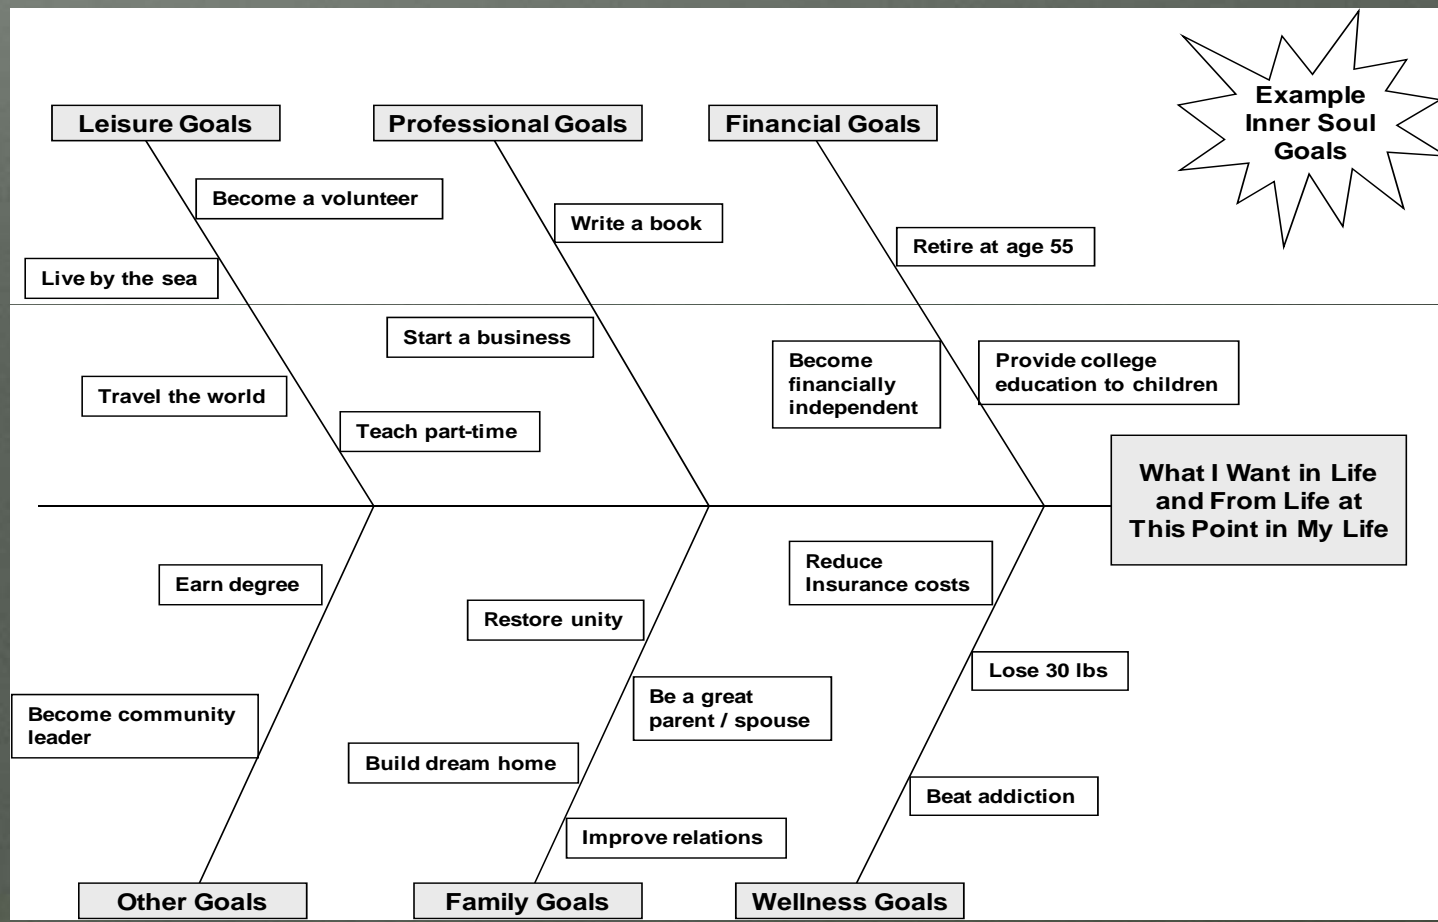 Example
Inner Soul
Goals
Leisure Goals
Professional Goals
Financial Goals
Become a volunteer
Write a book
Retire at age 55
Live by the sea
Start a business
Become
financially
independent
Provide college
education to children
Travel the world
Teach part-time
What I Want in Life
and From Life at
This Point in My Life
Earn degree
Restore unity
Reduce
Insurance costs
Lose 30 lbs
Become community
leader
Be a great
parent / spouse
Build dream home
Beat addiction
Improve relations
Other Goals
Family Goals
Wellness Goals